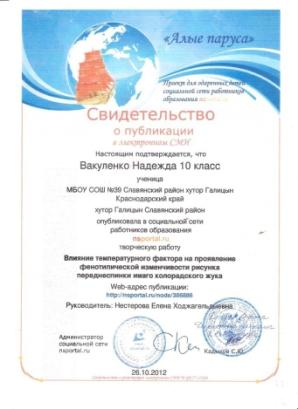 «Алые паруса»
Проект для одаренных детей
социальной сети работников
образования nsportal.ru
Свидетельство
о публикации
в электронном СМИ
Настоящим подтверждается, что
Вакуленко Надежда 10 класс
ученица
МБОУ СОШ №39 Славянский район хутор Галицын
Краснодарский край
хутор Галицын Славянский район
опубликовала в социальной сети
работников образования
nsportal.ru
творческую работу
Влияние температурного фактора на проявление
фенотипической изменчивости рисунка
переднеспинки имаго колорадского жука
Web-адрес публикации:
http://nsportal.ru/node/386886
Руководитель: Нестерова Елена Ходжагельдиевна
Администратор
социальной сети
nsportal.ru
Кадыков С.Ю.
26.10.2012